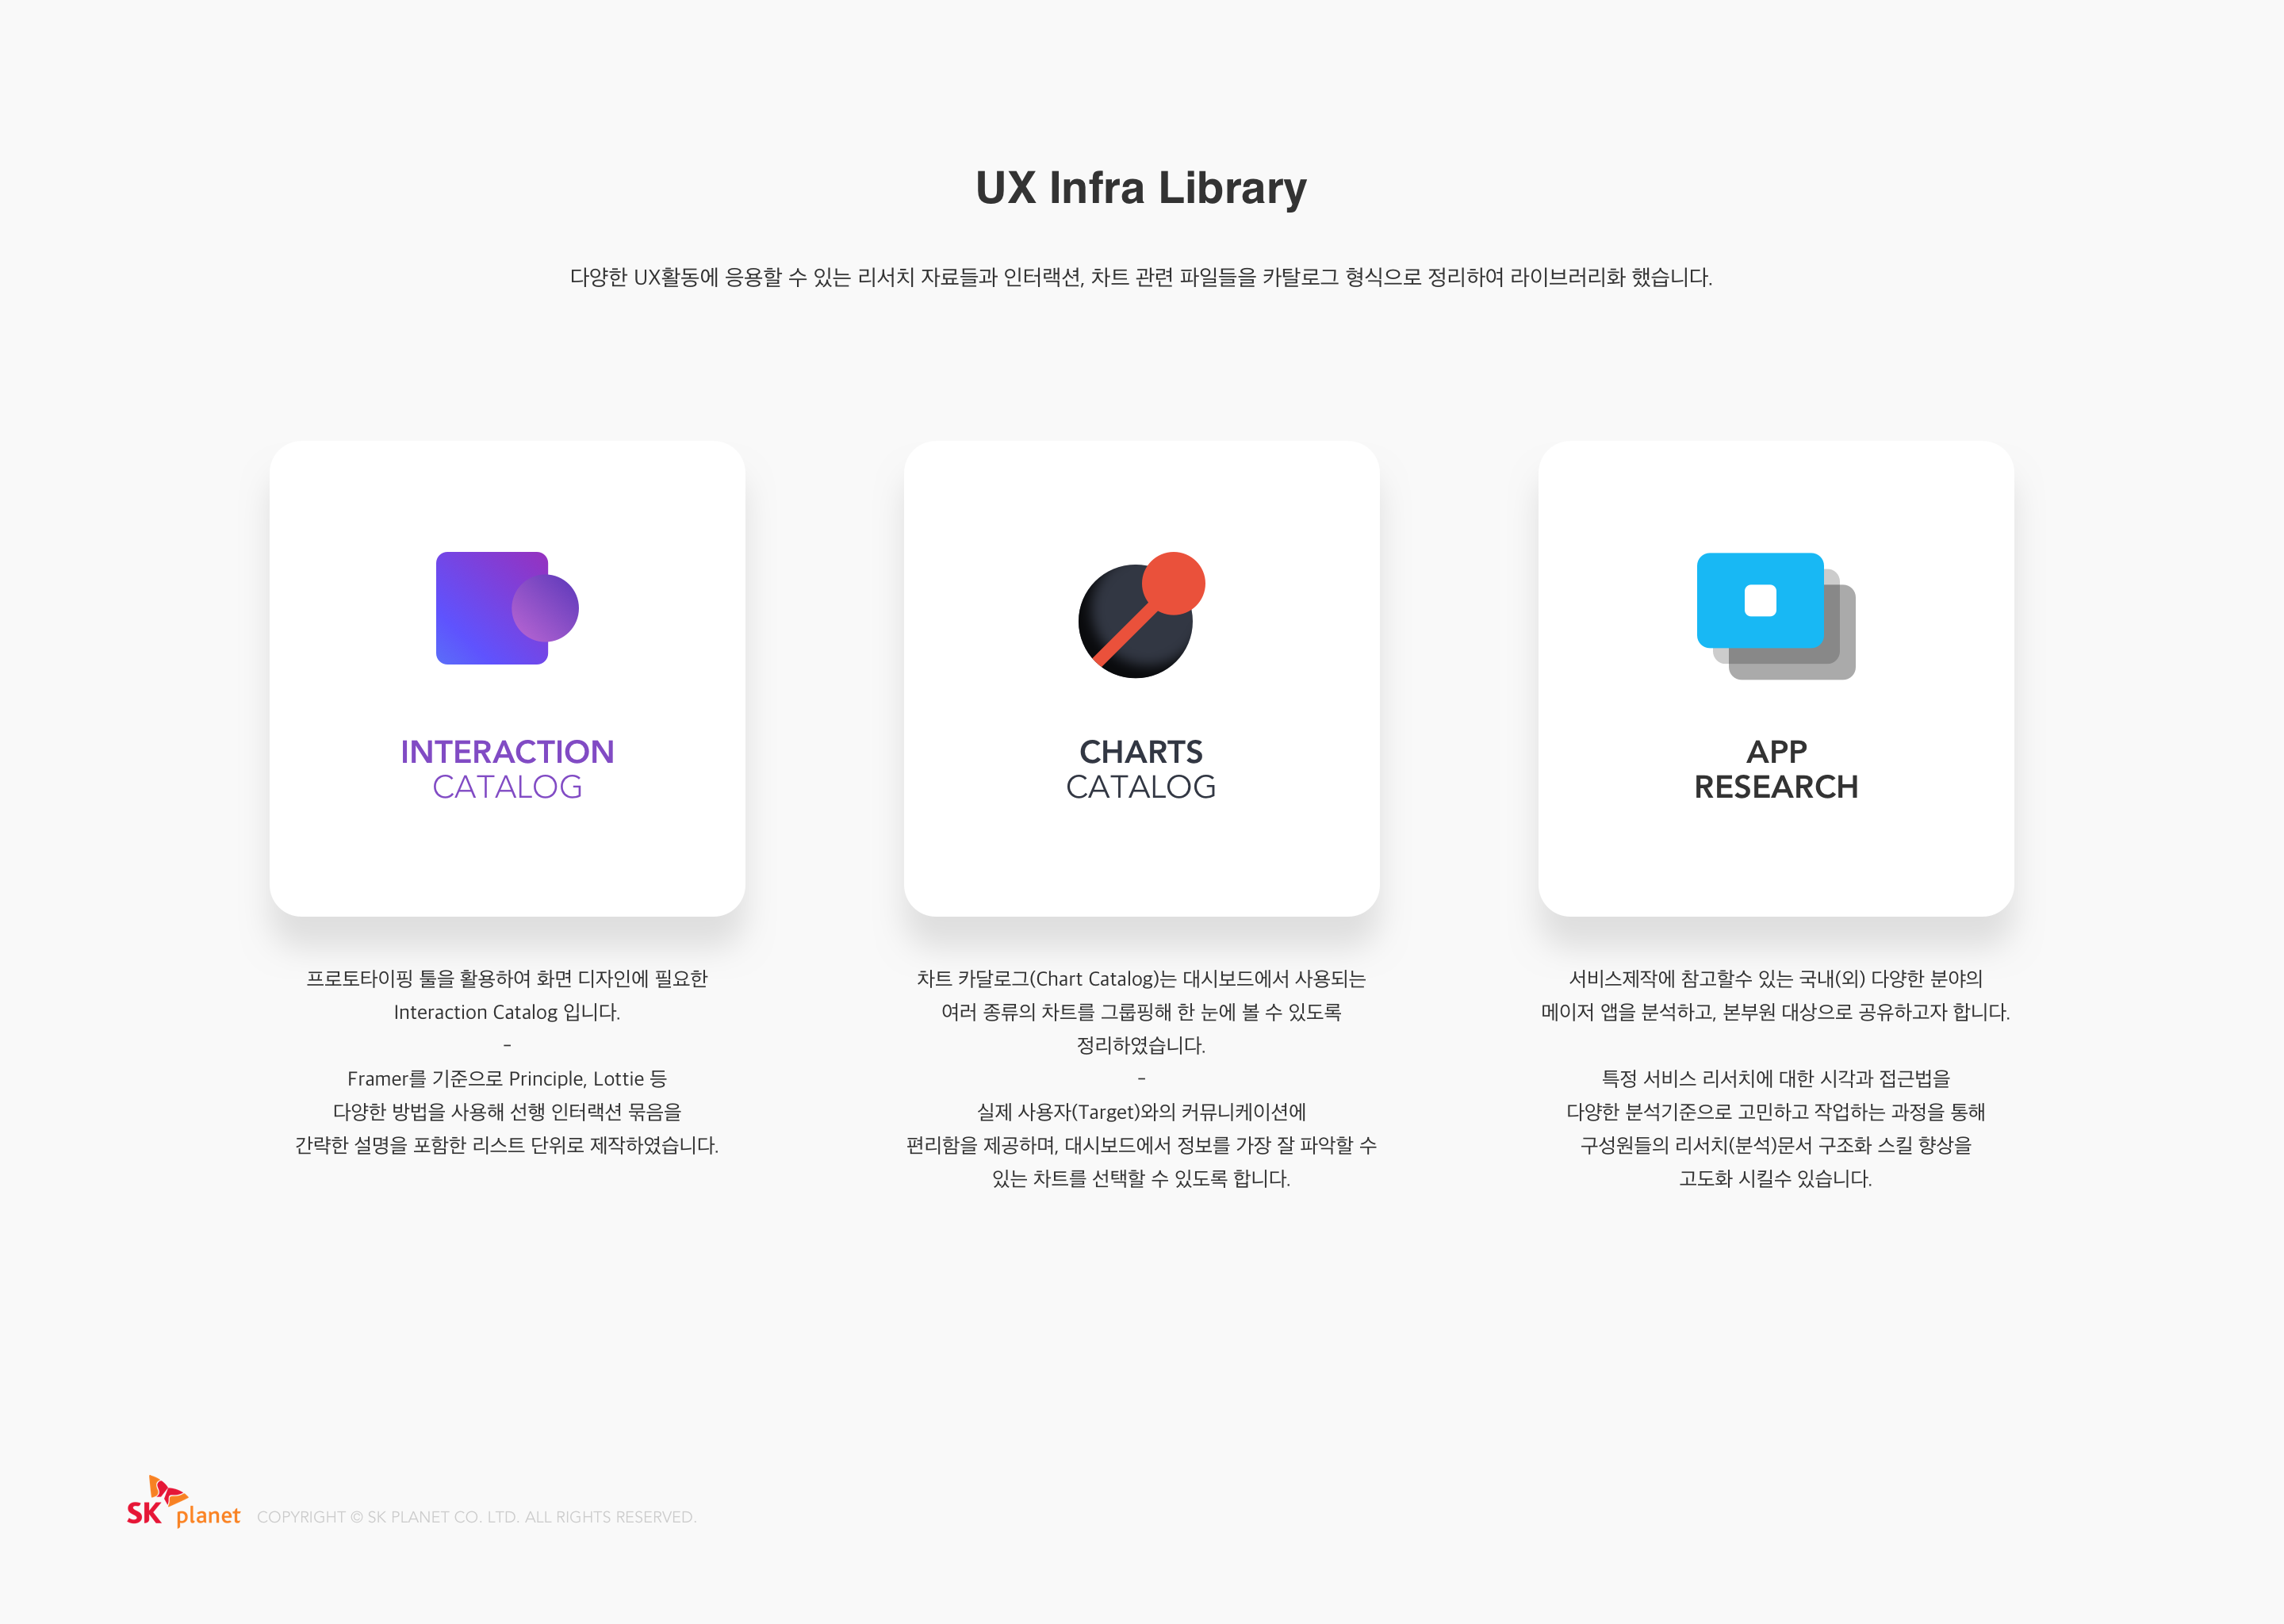 UX Infra Library
다양한 UX활동에 응용할 수 있는 리서치 자료들과 인터랙션, 차트 관련 파일들을 카탈로그 형식으로 정리하여 라이브러리화 했습니다.
INTERACTION
CATALOG
프로토타이핑 툴을 활용하여 화면 디자인에 필요한
Interaction Catalog 입니다.
–
Framer를 기준으로 Principle, Lottie 등
다양한 방법을 사용해 선행 인터랙션 묶음을
간략한 설명을 포함한 리스트 단위로 제작하였습니다.
CHARTS
CATALOG
차트 카달로그(Chart Catalog)는 대시보드에서 사용되는
여러 종류의 차트를 그룹핑해 한 눈에 볼 수 있도록
정리하였습니다.
–
실제 사용자(Target)와의 커뮤니케이션에
편리함을 제공하며, 대시보드에서 정보를 가장 잘 파악할 수
있는 차트를 선택할 수 있도록 합니다.
APP
RESEARCH
서비스제작에 참고할수 있는 국내(외) 다양한 분야의
메이저 앱을 분석하고, 본부원 대상으로 공유하고자 합니다.
특정 서비스 리서치에 대한 시각과 접근법을
다양한 분석기준으로 고민하고 작업하는 과정을 통해
구성원들의 리서치(분석)문서 구조화 스킬 향상을
고도화 시킬수 있습니다.
SK planet COPYRIGHT © SK PLANET CO. LTD. ALL RIGHTS RESERVED.